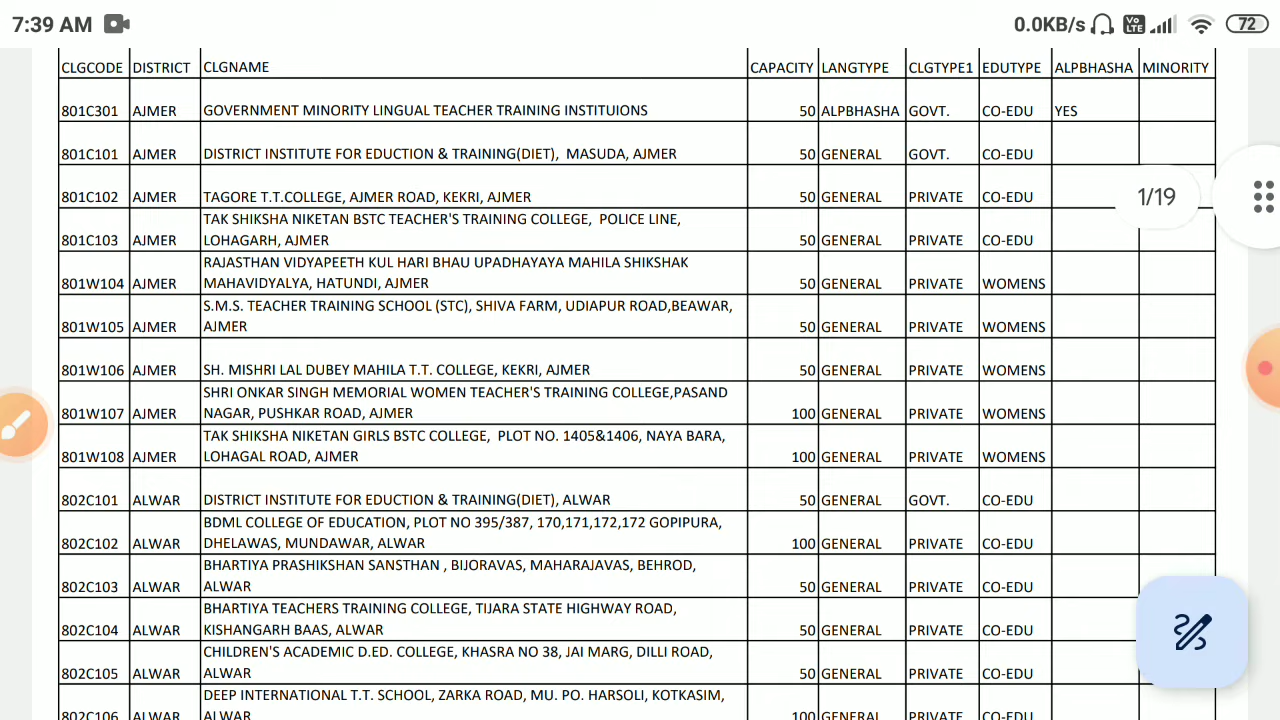 7:39 AM 0.0KB/s Vo LTE 72
CLGCODE DISTRICT CLGNAME CAPACITY LANGTYPE CLGTYPE1 EDUTYPE ALPBHASHA MINORITY
801C301 AJMER GOVERNMENT MINORITY LINGUAL TEACHER TRAINING INSTITUIONS 50 ALPBHASHA GOVT. CO-EDU YES
801C101 AJMER DISTRICT INSTITUTE FOR EDUCTION & TRAINING(DIET), MASUDA, AJMER 50 GENERAL GOVT. CO-EDU
801C102 AJMER TAGORE T.T.COLLEGE, AJMER ROAD, KEKRI, AJMER 50 GENERAL PRIVATE CO-EDU
1/19
TAK SHIKSHA NIKETAN BSTC TEACHER'S TRAINING COLLEGE, POLICE LINE,
801C103 AJMER LOHAGARH, AJMER 50 GENERAL PRIVATE CO-EDU
RAJASTHAN VIDYAPEETH KUL HARI BHAU UPADHAYAYA MAHILA SHIKSHAK
801W104 AJMER MAHAVIDYALYA, HATUNDI, AJMER 50 GENERAL PRIVATE WOMENS
S.M.S. TEACHER TRAINING SCHOOL (STC), SHIVA FARM, UDIAPUR ROAD,BEAWAR,
801W105 AJMER AJMER 50 GENERAL PRIVATE WOMENS
801W106 AJMER SH. MISHRI LAL DUBEY MAHILA T.T. COLLEGE, KEKRI, AJMER 50 GENERAL PRIVATE WOMENS
SHRI ONKAR SINGH MEMORIAL WOMEN TEACHER'S TRAINING COLLEGE,PASAND
801W107 AJMER NAGAR, PUSHKAR ROAD, AJMER 100 GENERAL PRIVATE WOMENS
TAK SHIKSHA NIKETAN GIRLS BSTC COLLEGE, PLOT NO. 1405&1406, NAYA BARA,
801W108 AJMER LOHAGAL ROAD, AJMER 100 GENERAL PRIVATE WOMENS
802C101 ALWAR DISTRICT INSTITUTE FOR EDUCTION & TRAINING(DIET), ALWAR 50 GENERAL GOVT. CO-EDU
BDML COLLEGE OF EDUCATION, PLOT NO 395/387, 170,171,172,172 GOPIPURA,
802C102 ALWAR DHELAWAS, MUNDAWAR, ALWAR 100 GENERAL PRIVATE CO-EDU
BHARTIYA PRASHIKSHAN SANSTHAN , BIJORAVAS, MAHARAJAVAS, BEHROD,
802C103 ALWAR ALWAR 50 GENERAL PRIVATE CO-EDU
BHARTIYA TEACHERS TRAINING COLLEGE, TIJARA STATE HIGHWAY ROAD,
802C104 ALWAR KISHANGARH BAAS, ALWAR 50 GENERAL PRIVATE CO-EDU
CHILDREN'S ACADEMIC D.ED. COLLEGE, KHASRA NO 38, JAI MARG, DILLI ROAD,
802C105 ALWAR ALWAR 50 GENERAL PRIVATE CO-EDU
DEEP INTERNATIONAL T.T. SCHOOL, ZARKA ROAD, MU. PO. HARSOLI, KOTKASIM,
802C106 ALWAR ALWAR 100 GENERAL PRIVATE CO-EDU